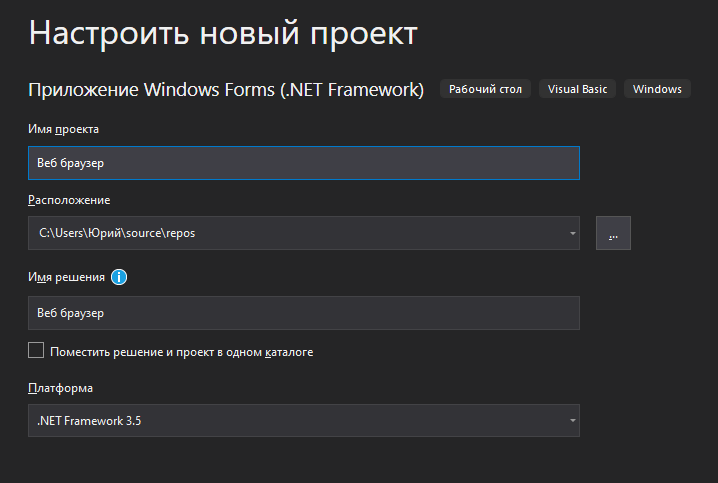 Настроить новый проект
Приложение Windows Forms (.NET Framework) Рабочий стол Visual Basic Windows
Имя проекта
Веб браузер
Расположение
C:\Users\Юрий\source\repos
...
Имя решения
Веб браузер
Поместить решение и проект в одном каталоге
Платформа
.NET Framework 3.5